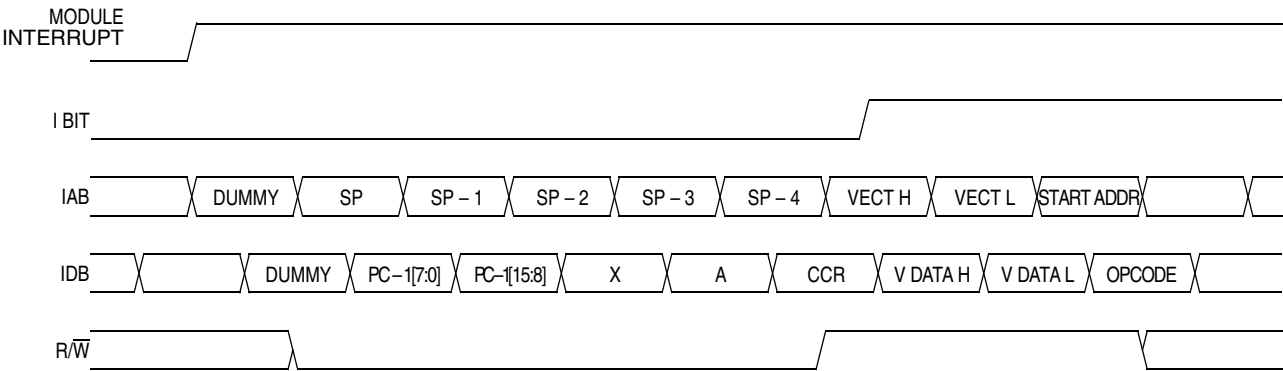 MODULE
INTERRUPT
I BIT
IAB DUMMY SP SP – 1 SP – 2 SP – 3 SP – 4 VECT H VECT L START ADDR
IDB DUMMY PC – 1[7:0] PC–1[15:8] X A CCR V DATA H V DATA L OPCODE
R/W̅